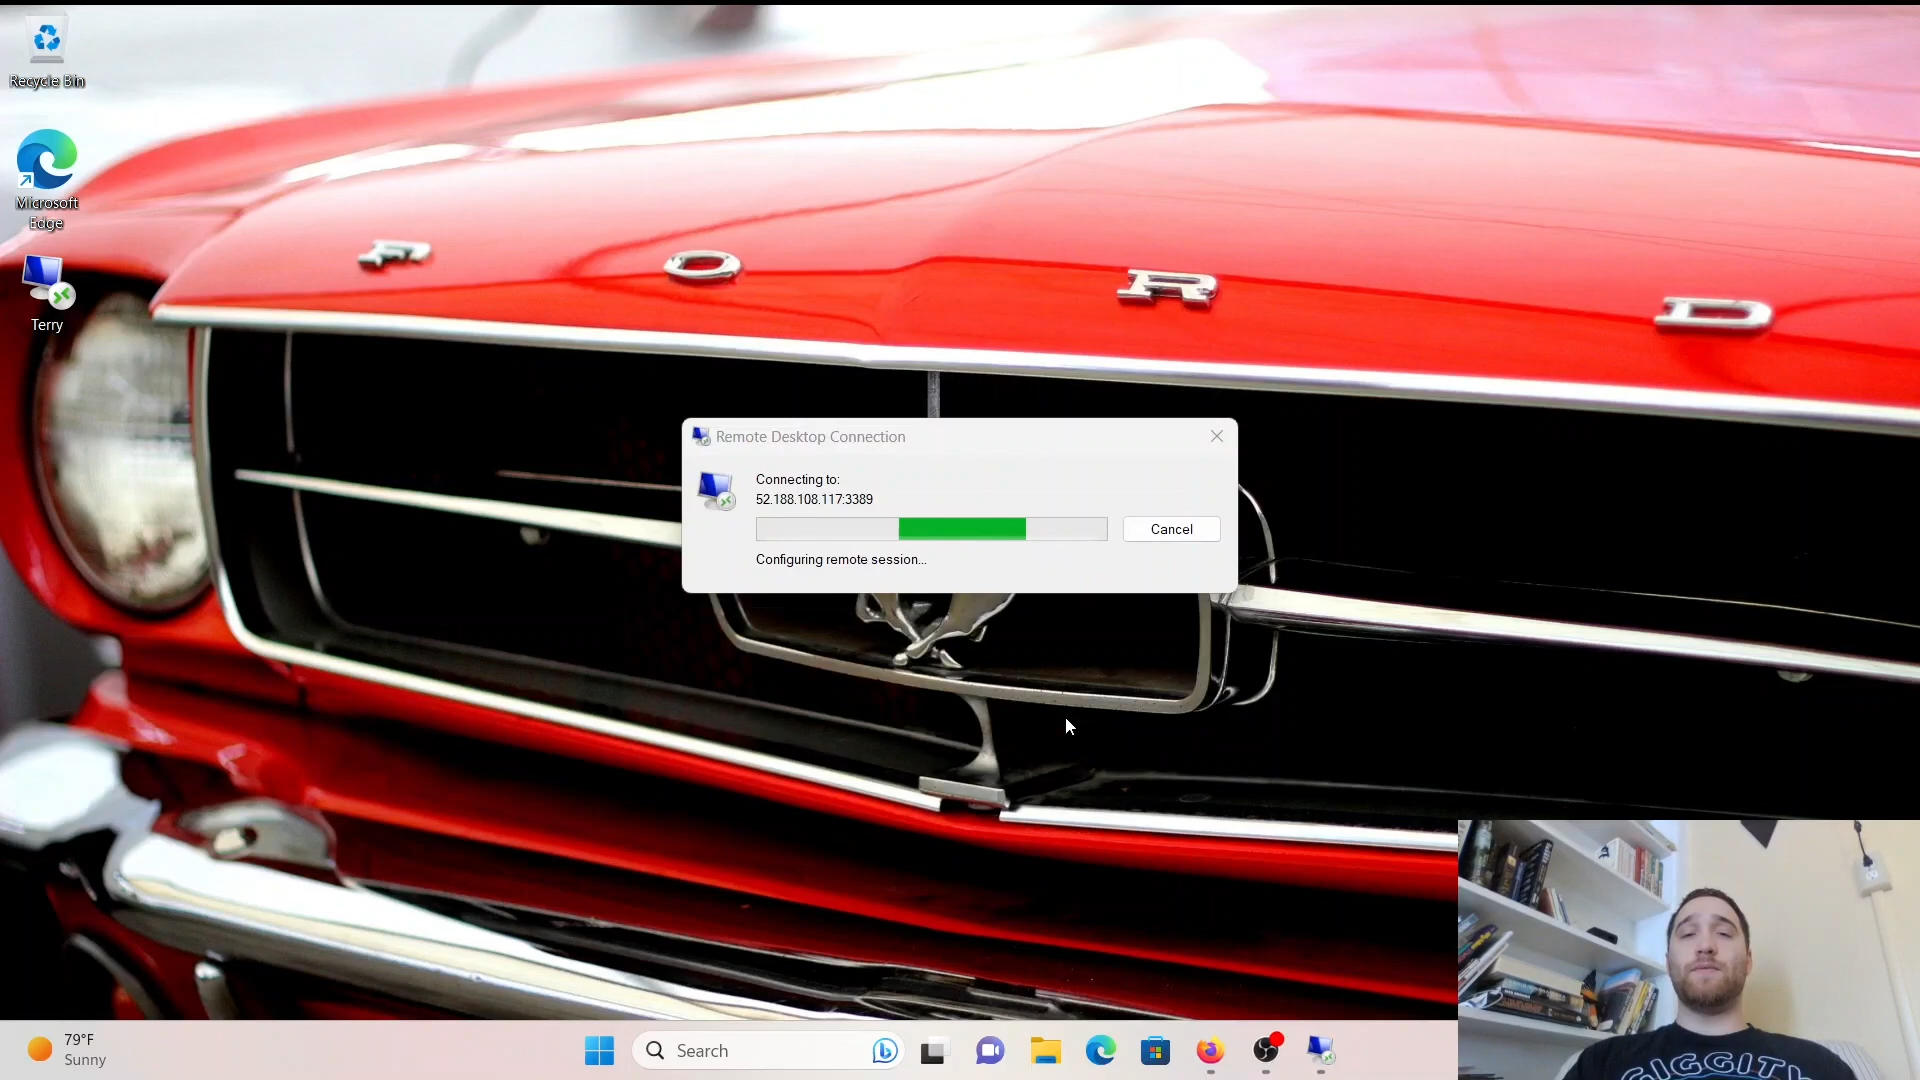 Recycle Bin
Microsoft
Edge
Terry
F O R D
Remote Desktop Connection
Connecting to:
52.188.108.117:3389
Cancel
Configuring remote session...
GIGGITY
79°F
Sunny
Search